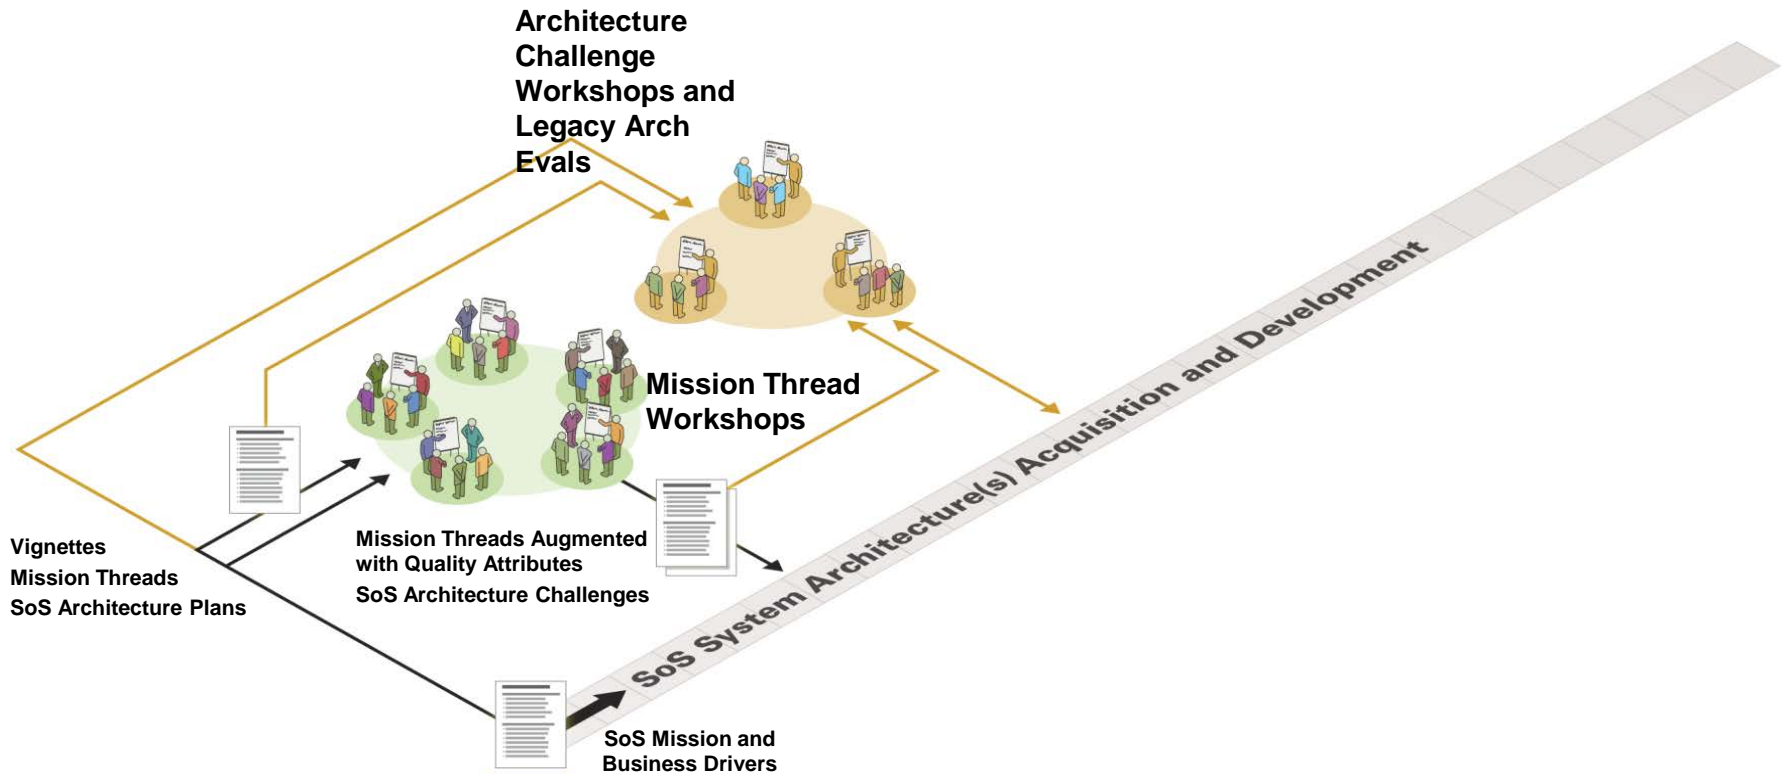 Architecture
Challenge
Workshops and
Legacy Arch
Evals
Mission Thread
Workshops
Vignettes
Mission Threads
SoS Architecture Plans
Mission Threads Augmented
with Quality Attributes
SoS Architecture Challenges
SoS System Architecture(s) Acquisition and Development
SoS Mission and
Business Drivers